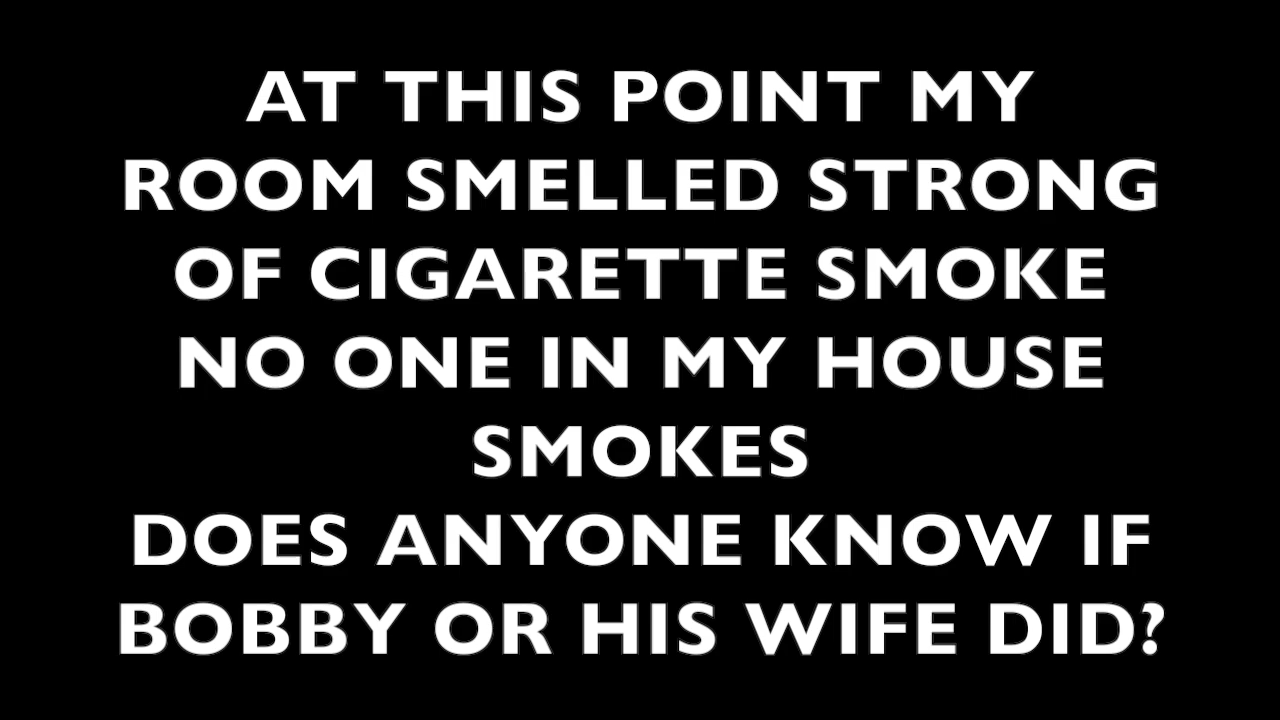 AT THIS POINT MY
ROOM SMELLED STRONG
OF CIGARETTE SMOKE
NO ONE IN MY HOUSE
SMOKES
DOES ANYONE KNOW IF
BOBBY OR HIS WIFE DID?